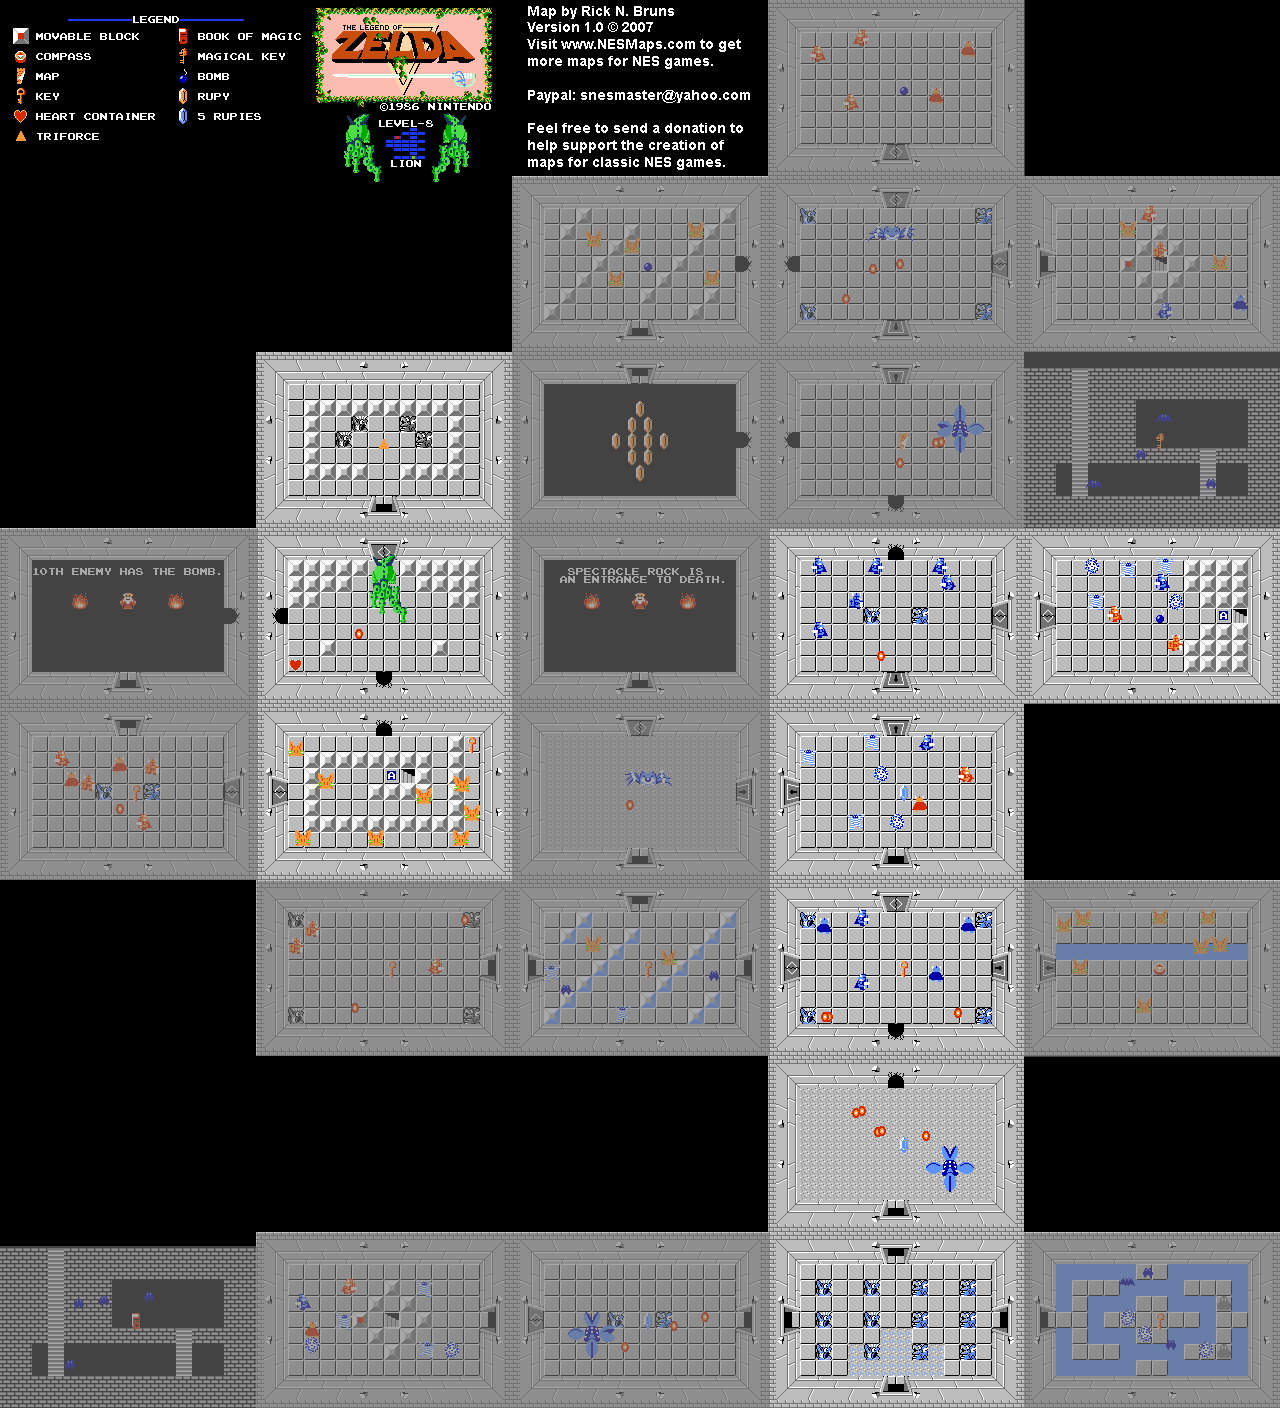 LEGEND
MOVABLE BLOCK
COMPASS
MAP
KEY
HEART CONTAINER
TRIFORCE
BOOK OF MAGIC
MAGICAL KEY
BOMB
RUPY
5 RUPIES
THE LEGEND OF
ZELDA
©1986 NINTENDO
LEVEL-8
LION
Map by Rick N. Bruns
Version 1.0 © 2007
Visit www.NESMaps.com to get
more maps for NES games.
Paypal: snesmaster@yahoo.com
Feel free to send a donation to
help support the creation of
maps for classic NES games.
10TH ENEMY HAS THE BOMB.
SPECTACLE ROCK IS
AN ENTRANCE TO DEATH.